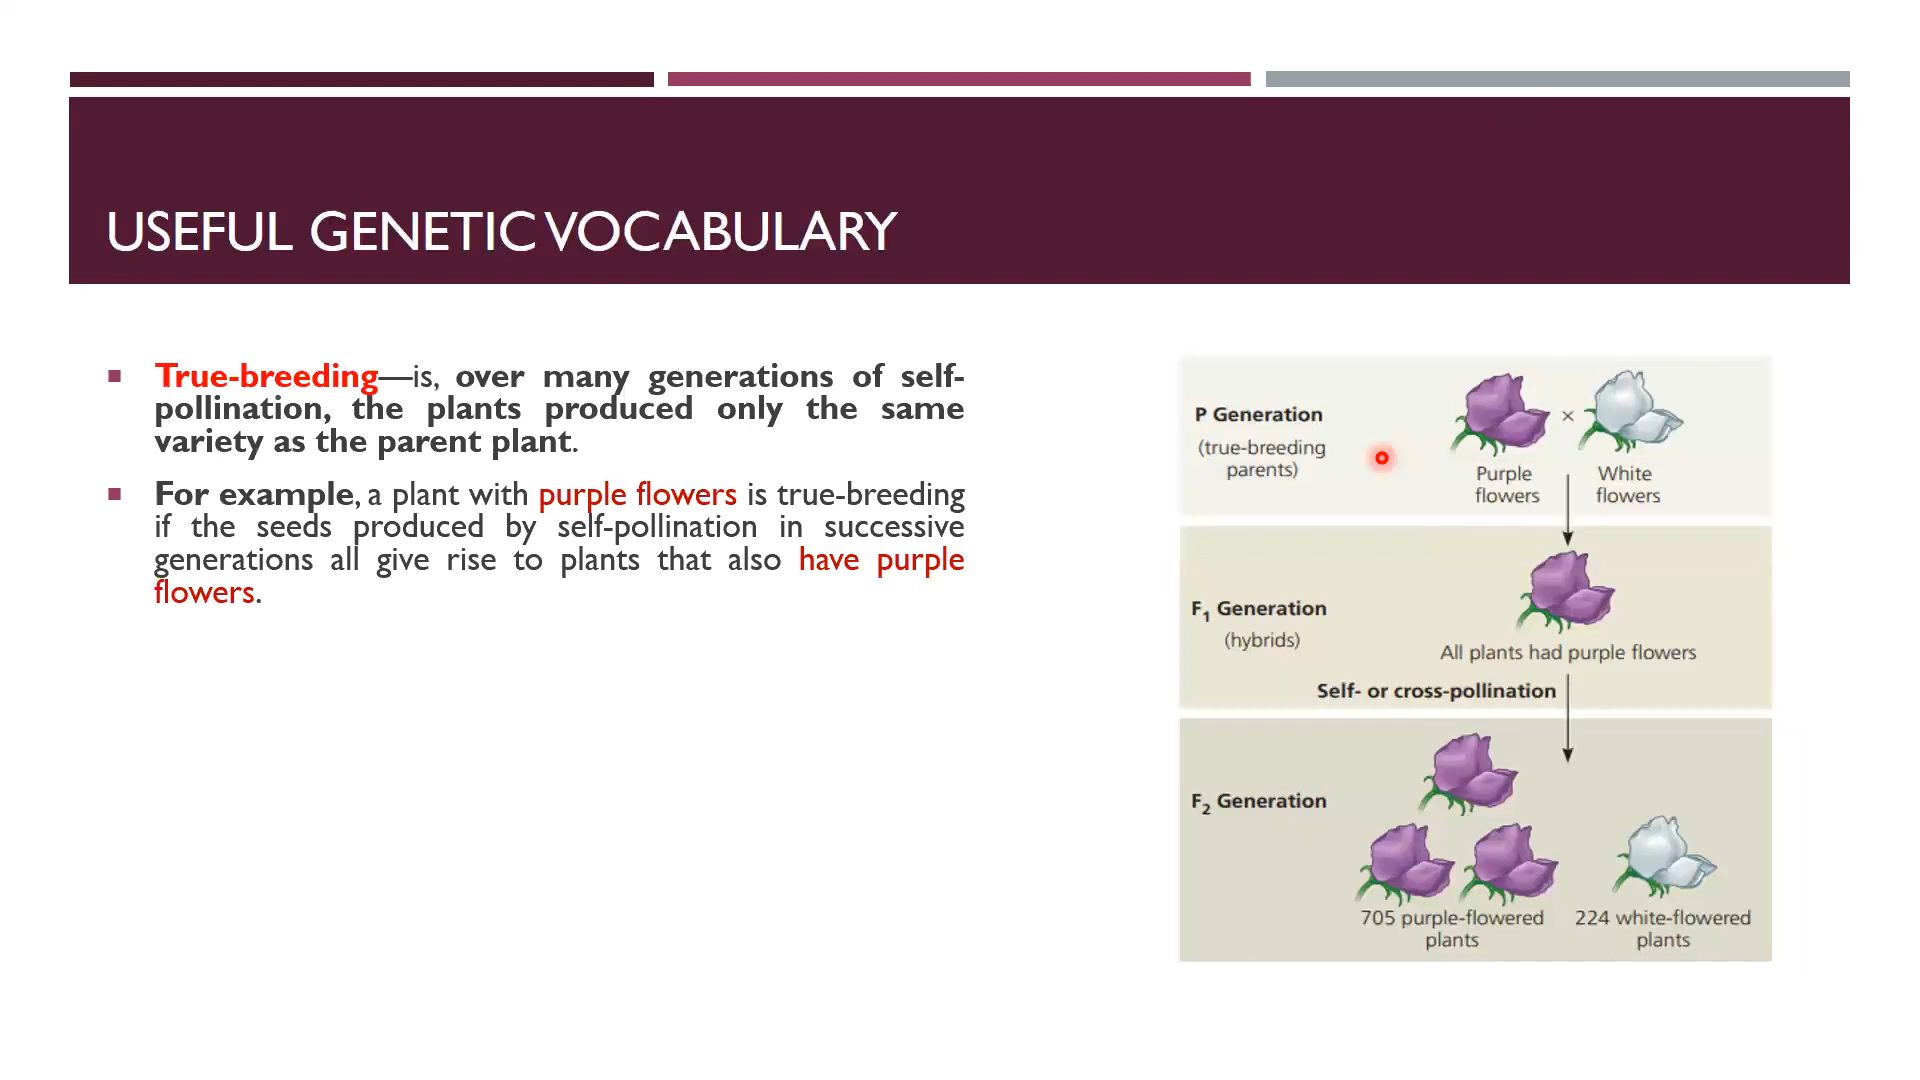 USEFUL GENETIC VOCABULARY
True-breeding—is, over many generations of self-
pollination, the plants produced only the same
variety as the parent plant.
For example, a plant with purple flowers is true-breeding
if the seeds produced by self-pollination in successive
generations all give rise to plants that also have purple
flowers.
P Generation
(true-breeding
parents)
×
Purple
flowers
White
flowers
F1 Generation
(hybrids)
All plants had purple flowers
Self- or cross-pollination
F2 Generation
705 purple-flowered
plants
224 white-flowered
plants